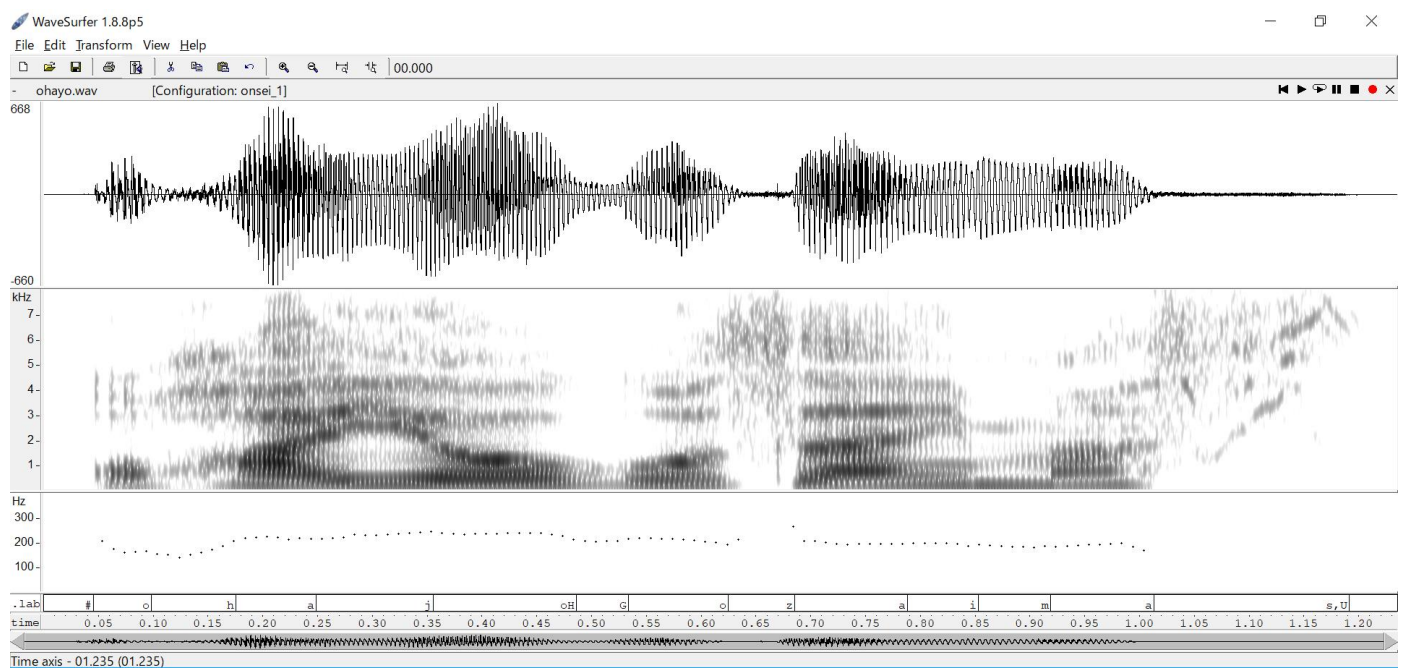 WaveSurfer 1.8.8p5
File Edit Transform View Help
00.000
- ohayo.wav [Configuration: onsei_1]
668
-660
kHz
7
6
5
4
3
2
1
Hz
300
200
100
.lab # o h a j oH G o z a i m a s,U
time 0.05 0.10 0.15 0.20 0.25 0.30 0.35 0.40 0.45 0.50 0.55 0.60 0.65 0.70 0.75 0.80 0.85 0.90 0.95 1.00 1.05 1.10 1.15 1.20
Time axis - 01.235 (01.235)